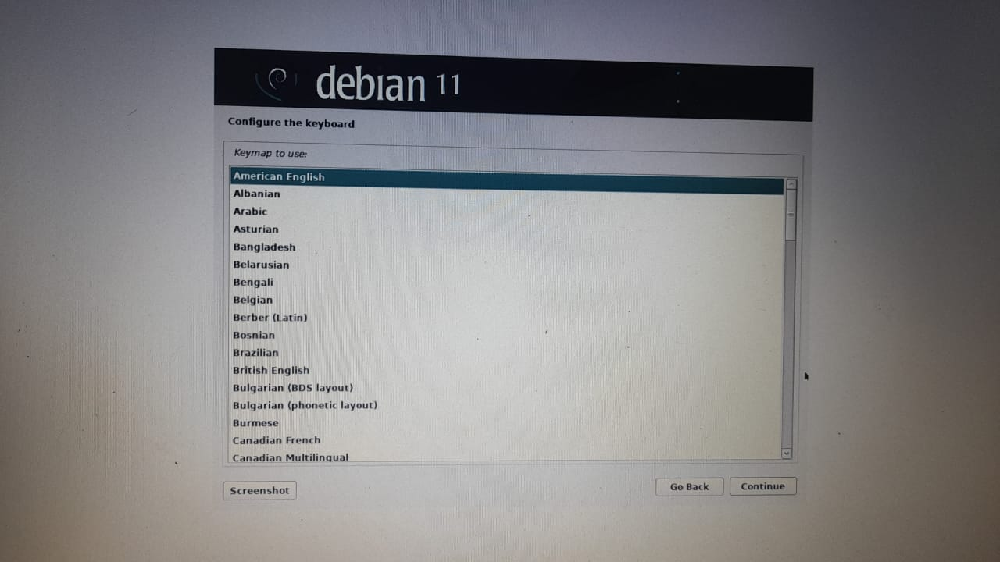 debian 11
Configure the keyboard
Keymap to use:
American English
Albanian
Arabic
Asturian
Bangladesh
Belarusian
Bengali
Belgian
Berber (Latin)
Bosnian
Brazilian
British English
Bulgarian (BDS layout)
Bulgarian (phonetic layout)
Burmese
Canadian French
Canadian Multilingual
Screenshot
Go Back
Continue